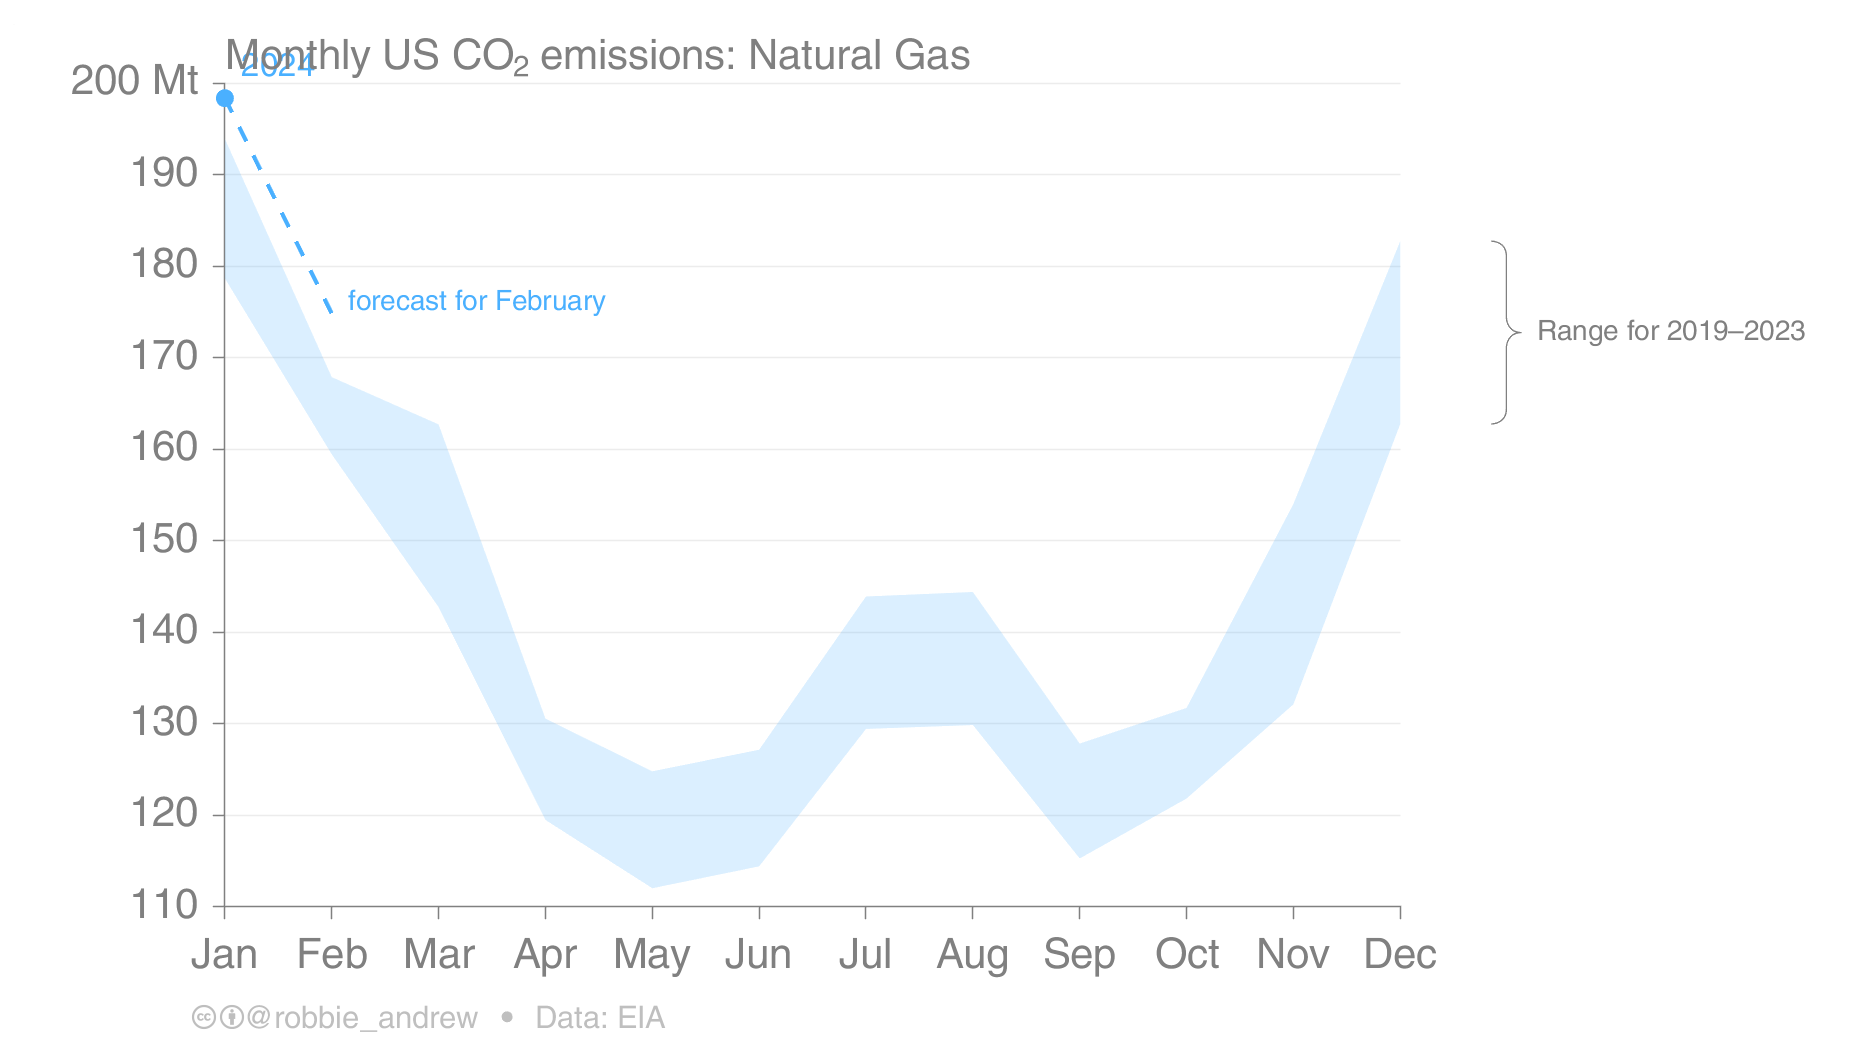 Monthly US CO₂ emissions: Natural Gas
2024
200 Mt
190
180
forecast for February
Range for 2019–2023
170
160
150
140
130
120
110
Jan Feb Mar Apr May Jun Jul Aug Sep Oct Nov Dec
@robbie_andrew • Data: EIA